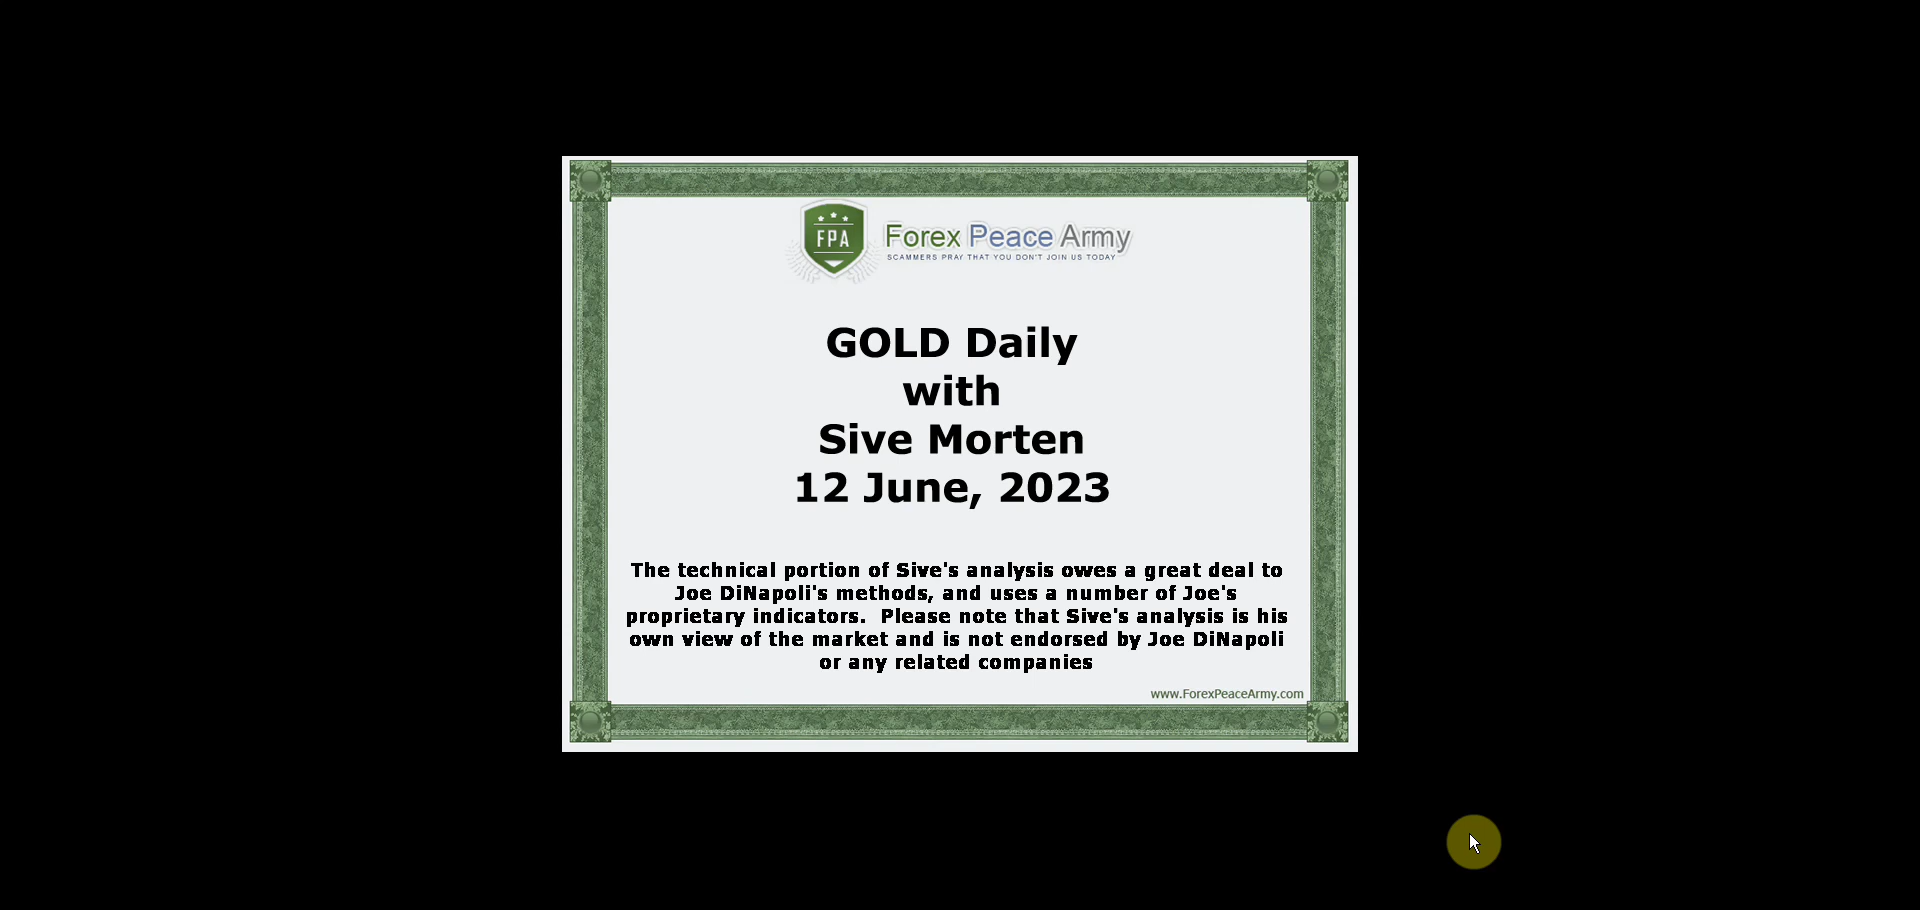 FPA
Forex Peace Army
SCAMMERS PRAY THAT YOU DON'T JOIN US TODAY
GOLD Daily
with
Sive Morten
12 June, 2023
The technical portion of Sive's analysis owes a great deal to
Joe DiNapoli's methods, and uses a number of Joe's
proprietary indicators.  Please note that Sive's analysis is his
own view of the market and is not endorsed by Joe DiNapoli
or any related companies
www.ForexPeaceArmy.com